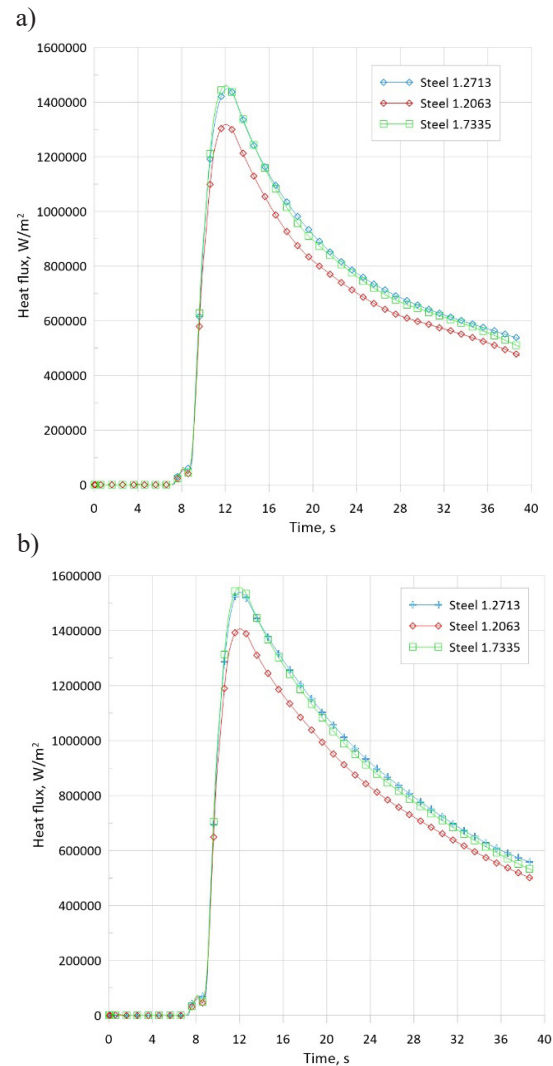 a)
1600000
1400000
1200000
1000000
800000
600000
400000
200000
0
Heat flux, W/m²
Steel 1.2713
Steel 1.2063
Steel 1.7335
0 4 8 12 16 20 24 28 32 36 40
Time, s
b)
1600000
1400000
1200000
1000000
800000
600000
400000
200000
0
Heat flux, W/m²
Steel 1.2713
Steel 1.2063
Steel 1.7335
0 4 8 12 16 20 24 28 32 36 40
Time, s